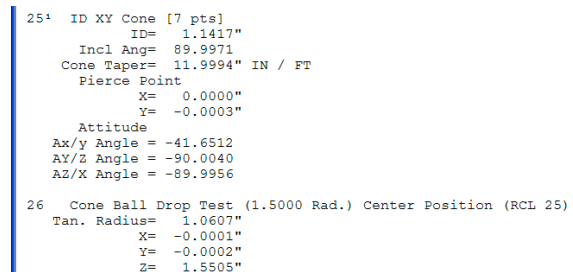 25¹ ID XY Cone [7 pts]
ID= 1.1417"
Incl Ang= 89.9971
Cone Taper= 11.9994" IN / FT
Pierce Point
X= 0.0000"
Y= -0.0003"
Attitude
Ax/y Angle = -41.6512
AY/Z Angle = -90.0040
AZ/X Angle = -89.9956
26 Cone Ball Drop Test (1.5000 Rad.) Center Position (RCL 25)
Tan. Radius= 1.0607"
X= -0.0001"
Y= -0.0002"
Z= 1.5505"